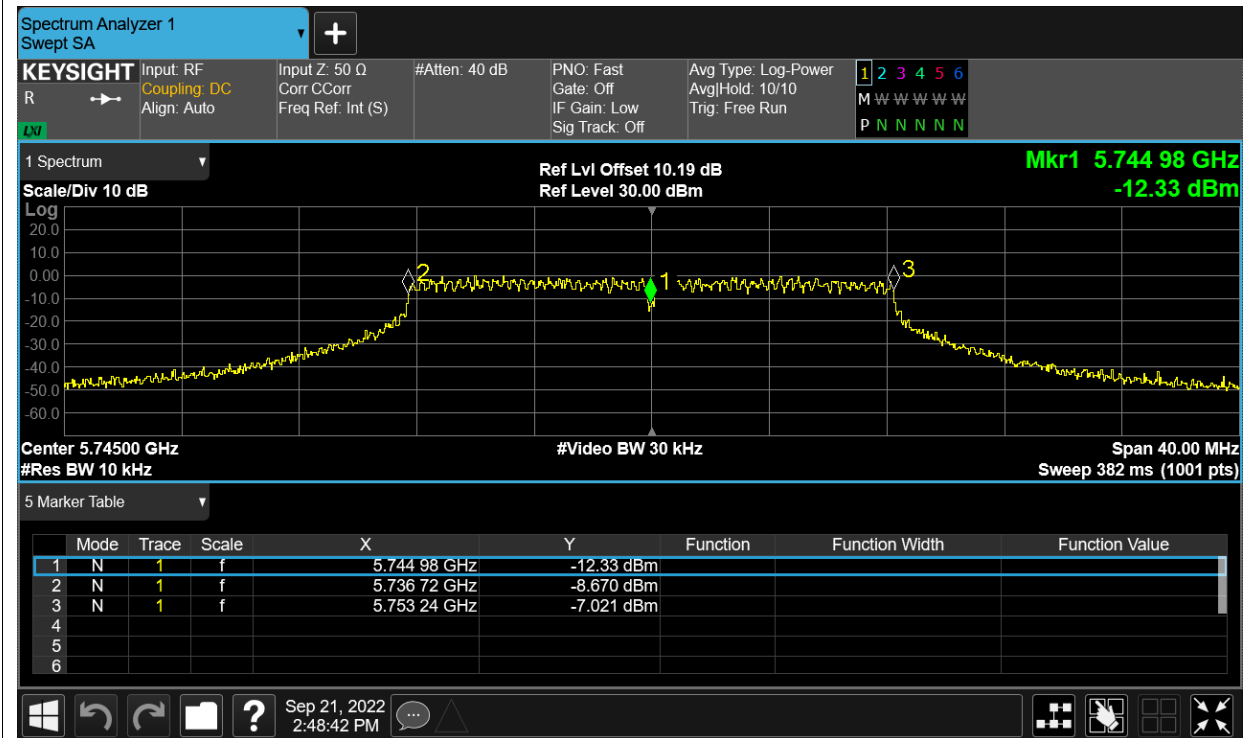 Spectrum Analyzer 1
Swept SA
+
KEYSIGHT Input: RF Input Z: 50 Ω #Atten: 40 dB PNO: Fast Avg Type: Log-Power 1 2 3 4 5 6
R Coupling: DC Corr CCorr Gate: Off Avg|Hold: 10/10 M W W W W W W
Align: Auto Freq Ref: Int (S) IF Gain: Low Trig: Free Run P N N N N N N
LXI Sig Track: Off
1 Spectrum Ref Lvl Offset 10.19 dB Mkr1 5.744 98 GHz
Scale/Div 10 dB Ref Level 30.00 dBm -12.33 dBm
Log
20.0
10.0
0.00 2 1 3
-10.0
-20.0
-30.0
-40.0
-50.0
-60.0
Center 5.74500 GHz #Video BW 30 kHz Span 40.00 MHz
#Res BW 10 kHz Sweep 382 ms (1001 pts)
5 Marker Table
Mode Trace Scale X Y Function Function Width Function Value
1 N 1 f 5.744 98 GHz -12.33 dBm
2 N 1 f 5.736 72 GHz -8.670 dBm
3 N 1 f 5.753 24 GHz -7.021 dBm
4
5
6
? Sep 21, 2022
2:48:42 PM